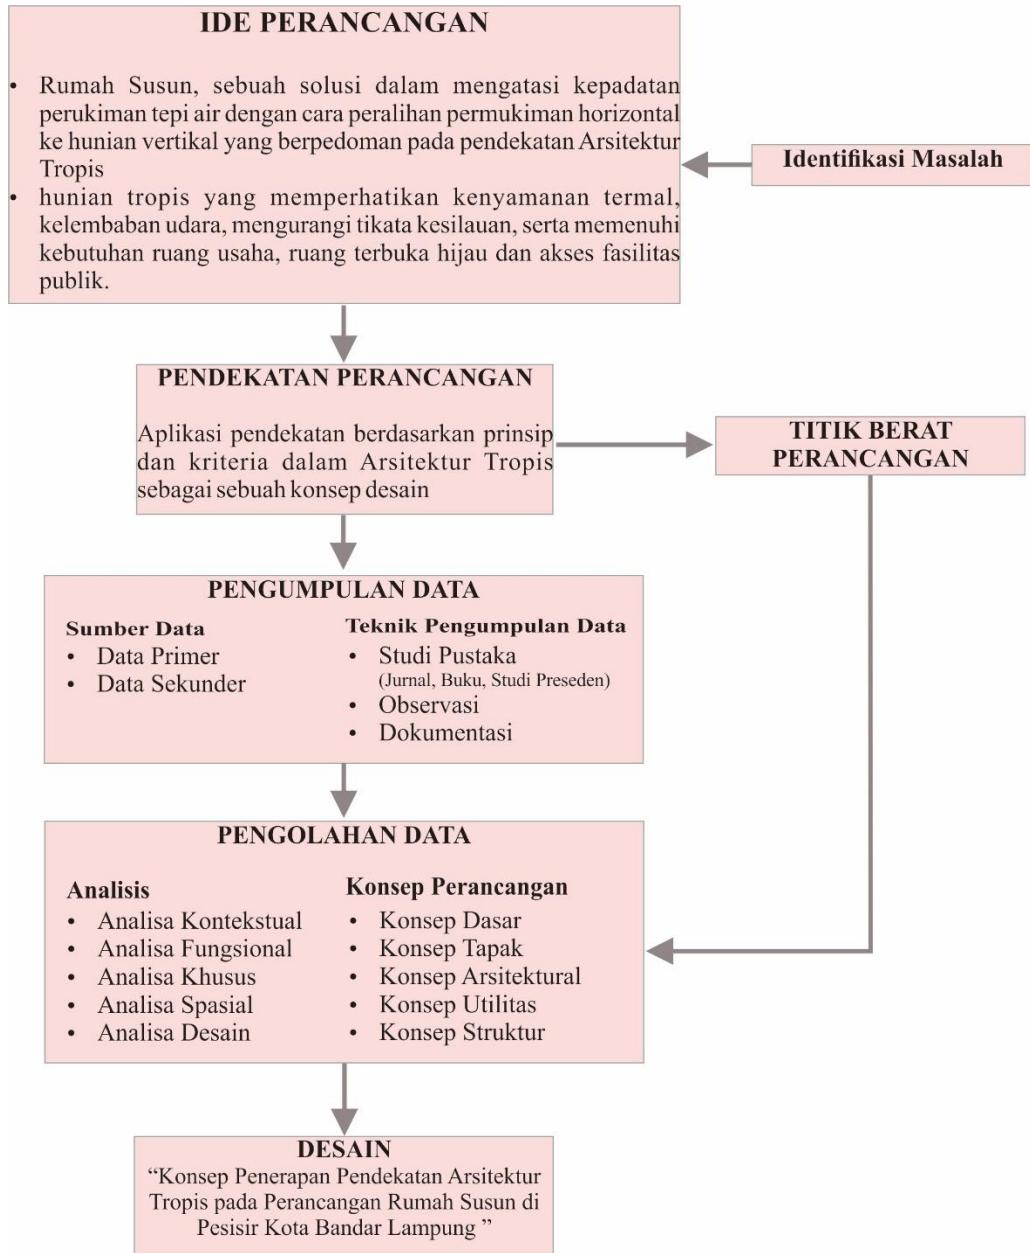 IDE PERANCANGAN
• Rumah Susun, sebuah solusi dalam mengatasi kepadatan
perukiman tepi air dengan cara peralihan permukiman horizontal
ke hunian vertikal yang berpedoman pada pendekatan Arsitektur
Tropis
• hunian tropis yang memperhatikan kenyamanan termal,
kelembaban udara, mengurangi tikata kesilauan, serta memenuhi
kebutuhan ruang usaha, ruang terbuka hijau dan akses fasilitas
publik.
Identifikasi Masalah
PENDEKATAN PERANCANGAN
Aplikasi pendekatan berdasarkan prinsip
dan kriteria dalam Arsitektur Tropis
sebagai sebuah konsep desain
TITIK BERAT
PERANCANGAN
PENGUMPULAN DATA
Sumber Data
• Data Primer
• Data Sekunder
Teknik Pengumpulan Data
• Studi Pustaka
(Jurnal, Buku, Studi Preseden)
• Observasi
• Dokumentasi
PENGOLAHAN DATA
Analisis
• Analisa Kontekstual
• Analisa Fungsional
• Analisa Khusus
• Analisa Spasial
• Analisa Desain
Konsep Perancangan
• Konsep Dasar
• Konsep Tapak
• Konsep Arsitektural
• Konsep Utilitas
• Konsep Struktur
DESAIN
“Konsep Penerapan Pendekatan Arsitektur
Tropis pada Perancangan Rumah Susun di
Pesisir Kota Bandar Lampung ”